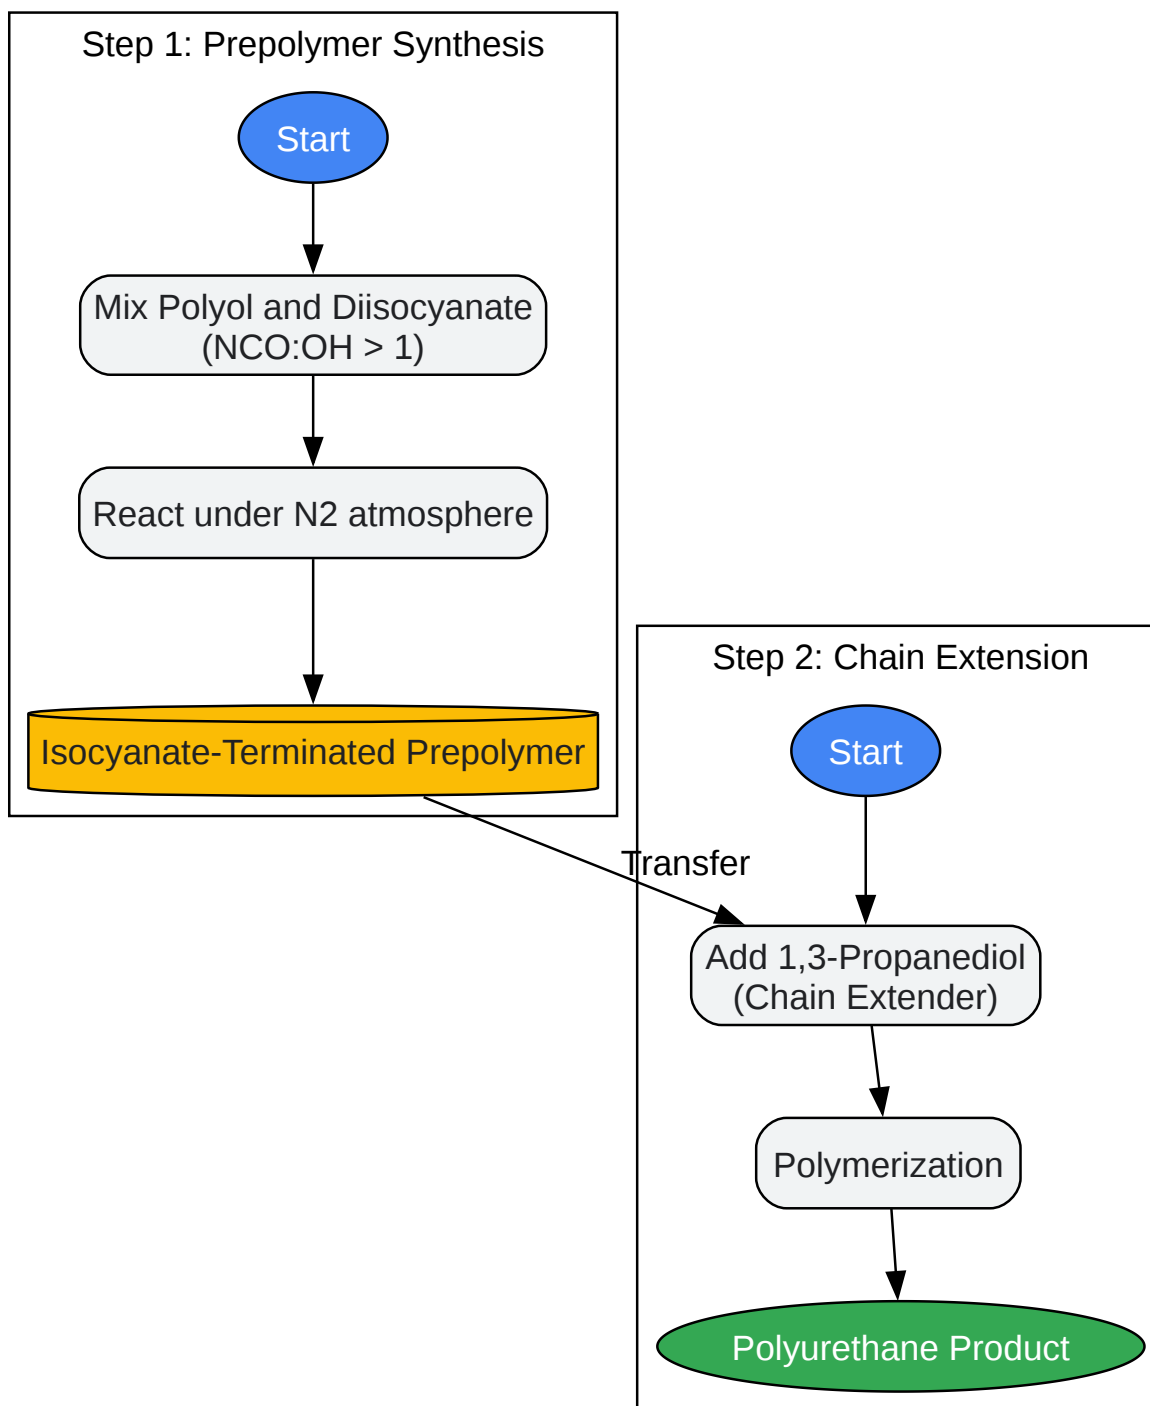 Step 1: Prepolymer Synthesis
Start
Mix Polyol and Diisocyanate
(NCO:OH > 1)
React under N2 atmosphere
Isocyanate-Terminated Prepolymer
Transfer
Step 2: Chain Extension
Start
Add 1,3-Propanediol
(Chain Extender)
Polymerization
Polyurethane Product